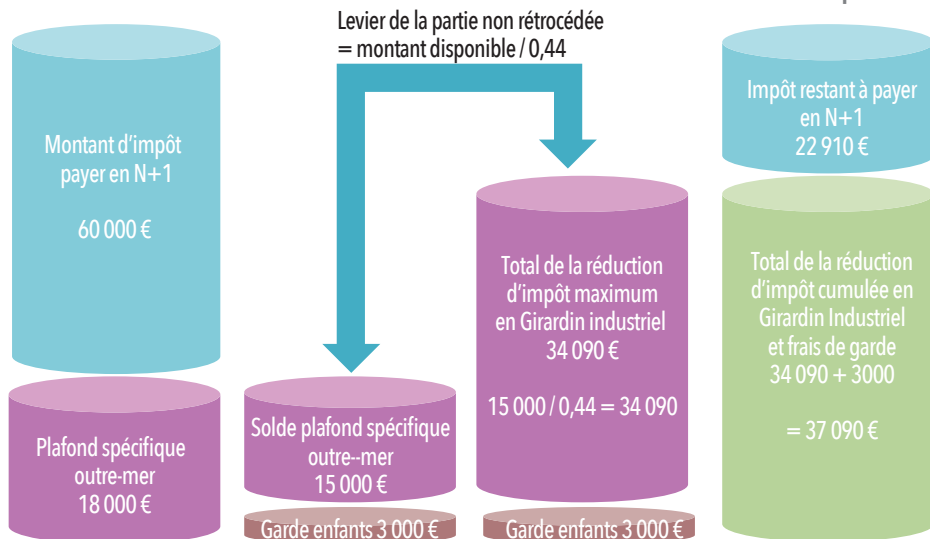 Levier de la partie non rétrocédée
= montant disponible / 0,44
Montant d'impôt
payer en N+1
60 000 €
Plafond spécifique
outre-mer
18 000 €
Solde plafond spécifique
outre--mer
15 000 €
Garde enfants 3 000 €
Total de la réduction
d'impôt maximum
en Girardin industriel
34 090 €
15 000 / 0,44 = 34 090
Garde enfants 3 000 €
Impôt restant à payer
en N+1
22 910 €
Total de la réduction
d'impôt cumulée en
Girardin Industriel
et frais de garde
34 090 + 3000
= 37 090 €